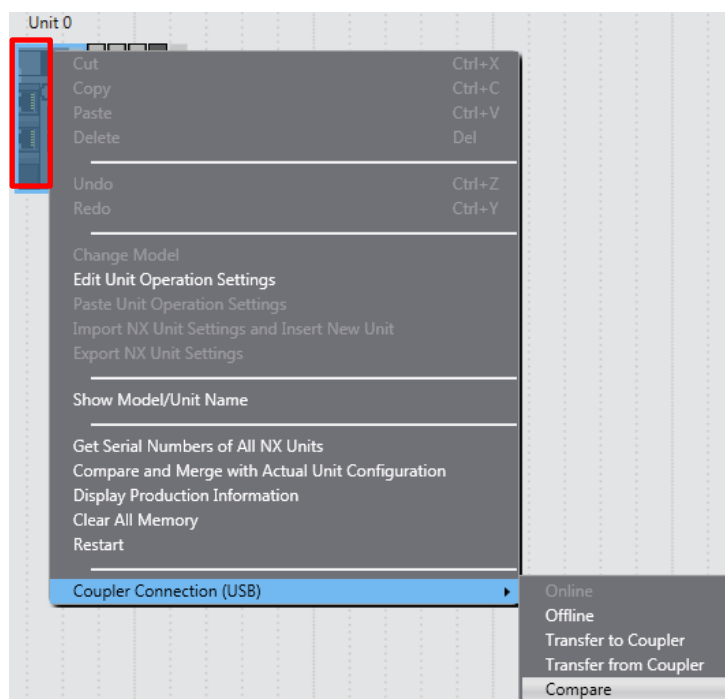 Unit 0
Cut Ctrl+X
Copy Ctrl+C
Paste Ctrl+V
Delete Del
Undo Ctrl+Z
Redo Ctrl+Y
Change Model
Edit Unit Operation Settings
Paste Unit Operation Settings
Import NX Unit Settings and Insert New Unit
Export NX Unit Settings
Show Model/Unit Name
Get Serial Numbers of All NX Units
Compare and Merge with Actual Unit Configuration
Display Production Information
Clear All Memory
Restart
Coupler Connection (USB)
Online
Offline
Transfer to Coupler
Transfer from Coupler
Compare